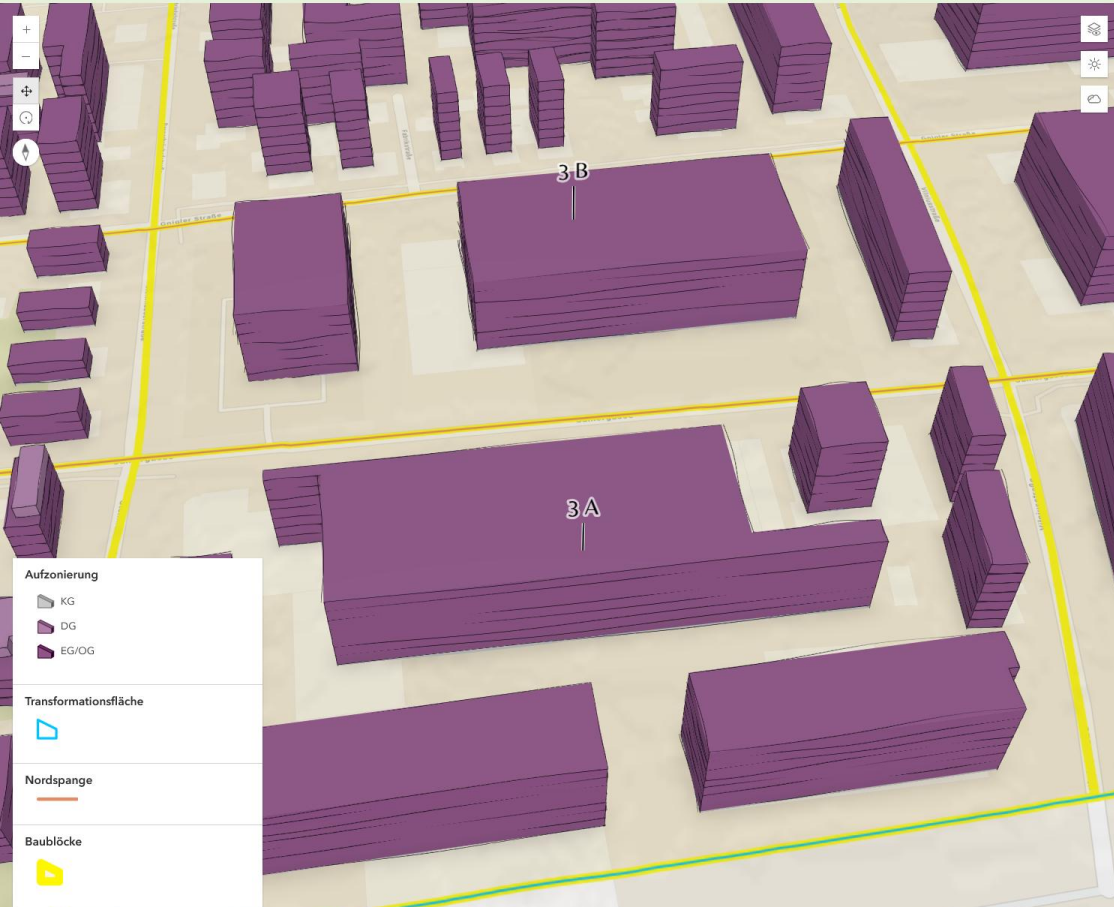 3 B
3 A
Aufzonierung
KG
DG
EG/OG
Transformationsfläche
Nordspange
Baublöcke